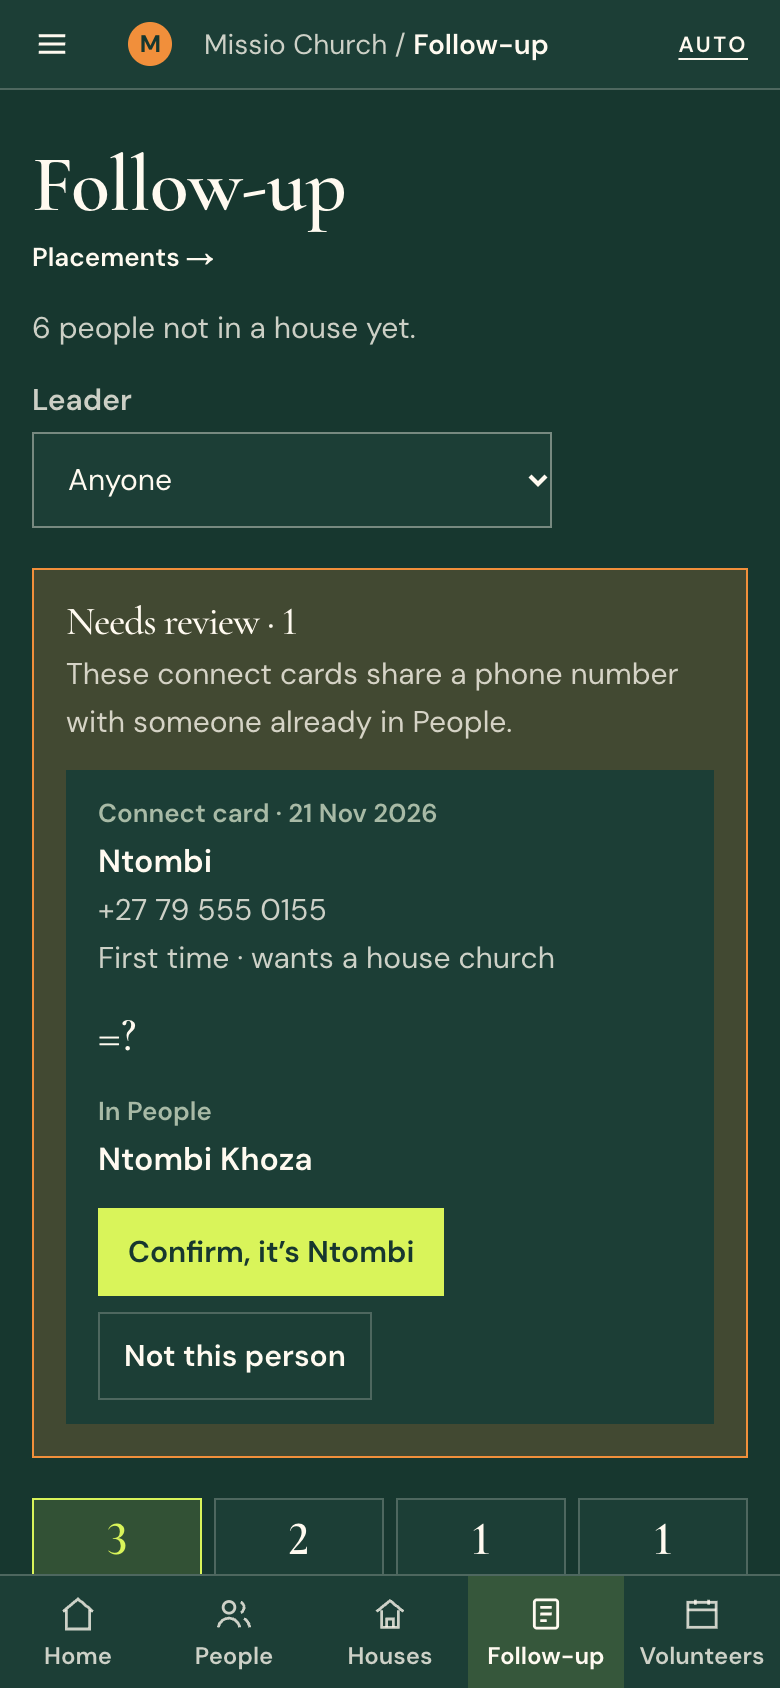 M
Missio Church / Follow-up
AUTO
Follow-up
Placements →
6 people not in a house yet.
Leader
Anyone
Needs review · 1
These connect cards share a phone number
with someone already in People.
Connect card · 21 Nov 2026
Ntombi
+27 79 555 0155
First time · wants a house church
=?
In People
Ntombi Khoza
Confirm, it’s Ntombi
Not this person
3 2 1 1
Home People Houses Follow-up Volunteers